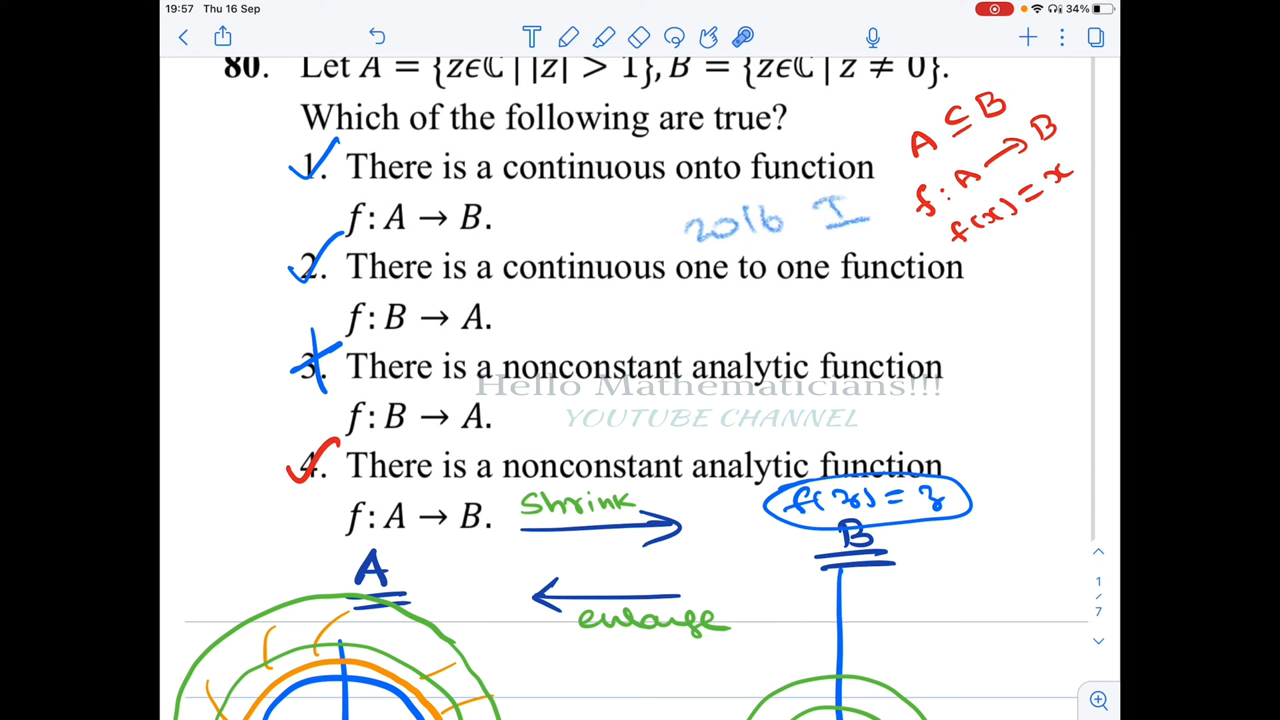 19:57 Thu 16 Sep
34%
80. Let A = {zϵℂ | |z| > 1}, B = {zϵℂ | z ≠ 0}.
Which of the following are true?
1. There is a continuous onto function
f: A → B.
2. There is a continuous one to one function
f: B → A.
3. There is a nonconstant analytic function
f: B → A.
4. There is a nonconstant analytic function
f: A → B.
A ⊆ B
f: A → B
f(x) = x
2016 I
Hello Mathematicians!!!
YOUTUBE CHANNEL
Shrink
f(z) = z
A
B
enlarge
1
/
7